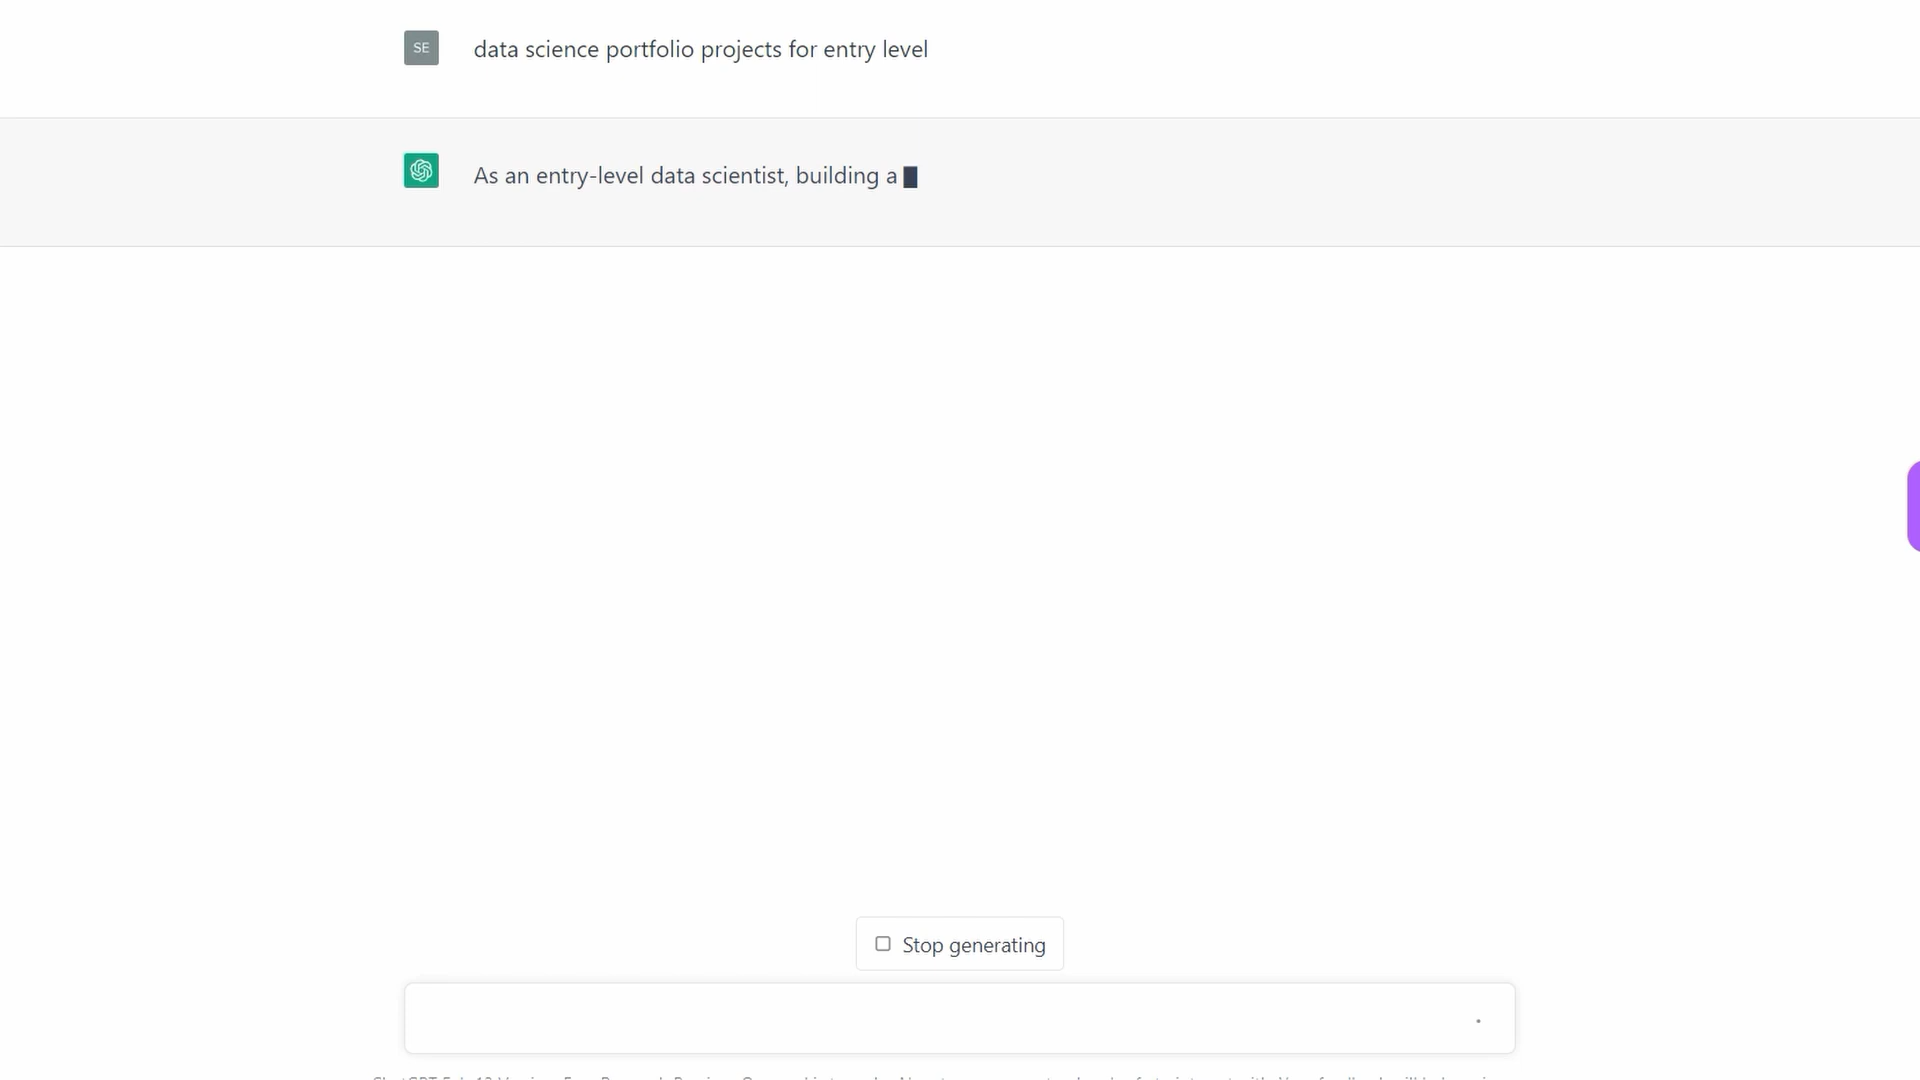 SE
data science portfolio projects for entry level
As an entry-level data scientist, building a
Stop generating